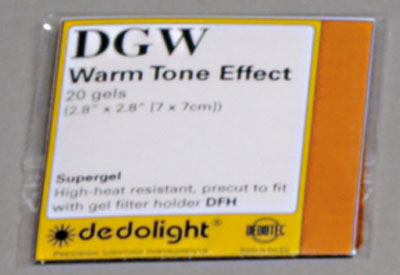 DGW
Warm Tone Effect
20 gels
(2.8" x 2.8" [7 x 7cm])
Supergel
High-heat resistant, precut to fit
with gel filter holder DFH
dedolight®
DEDOTEC